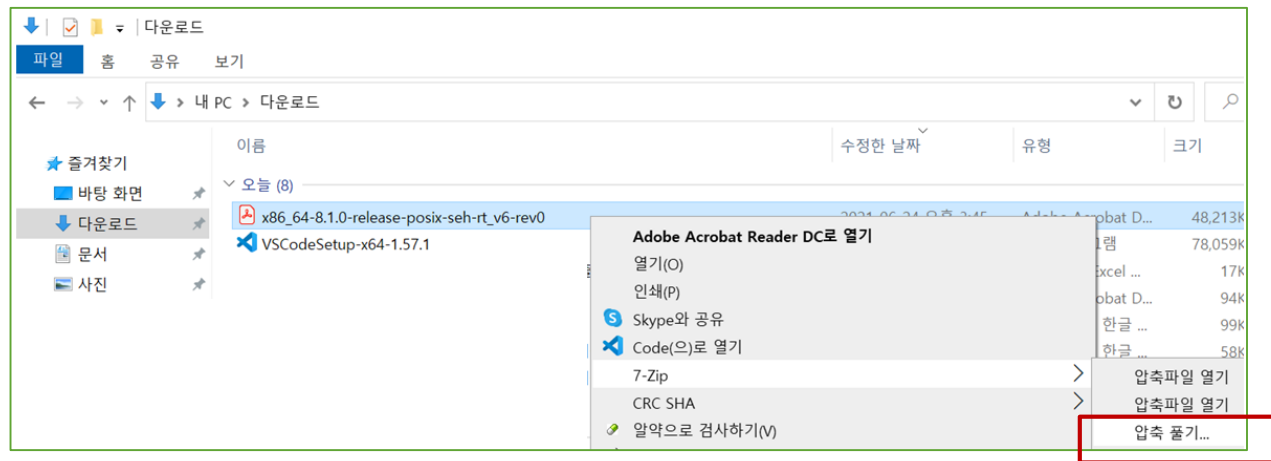 다운로드
파일 홈 공유 보기
내 PC > 다운로드
이름 수정한 날짜 유형 크기
즐겨찾기
바탕 화면
다운로드
문서
사진
오늘 (8)
x86_64-8.1.0-release-posix-seh-rt_v6-rev0 48,213K
VSCodeSetup-x64-1.57.1 78,059K
17K
94K
한글 ... 99K
한글 ... 58K
Adobe Acrobat Reader DC로 열기
열기(O)
인쇄(P)
Skype와 공유
Code(으)로 열기
7-Zip
CRC SHA
알약으로 검사하기(V)
압축파일 열기
압축파일 열기
압축 풀기...